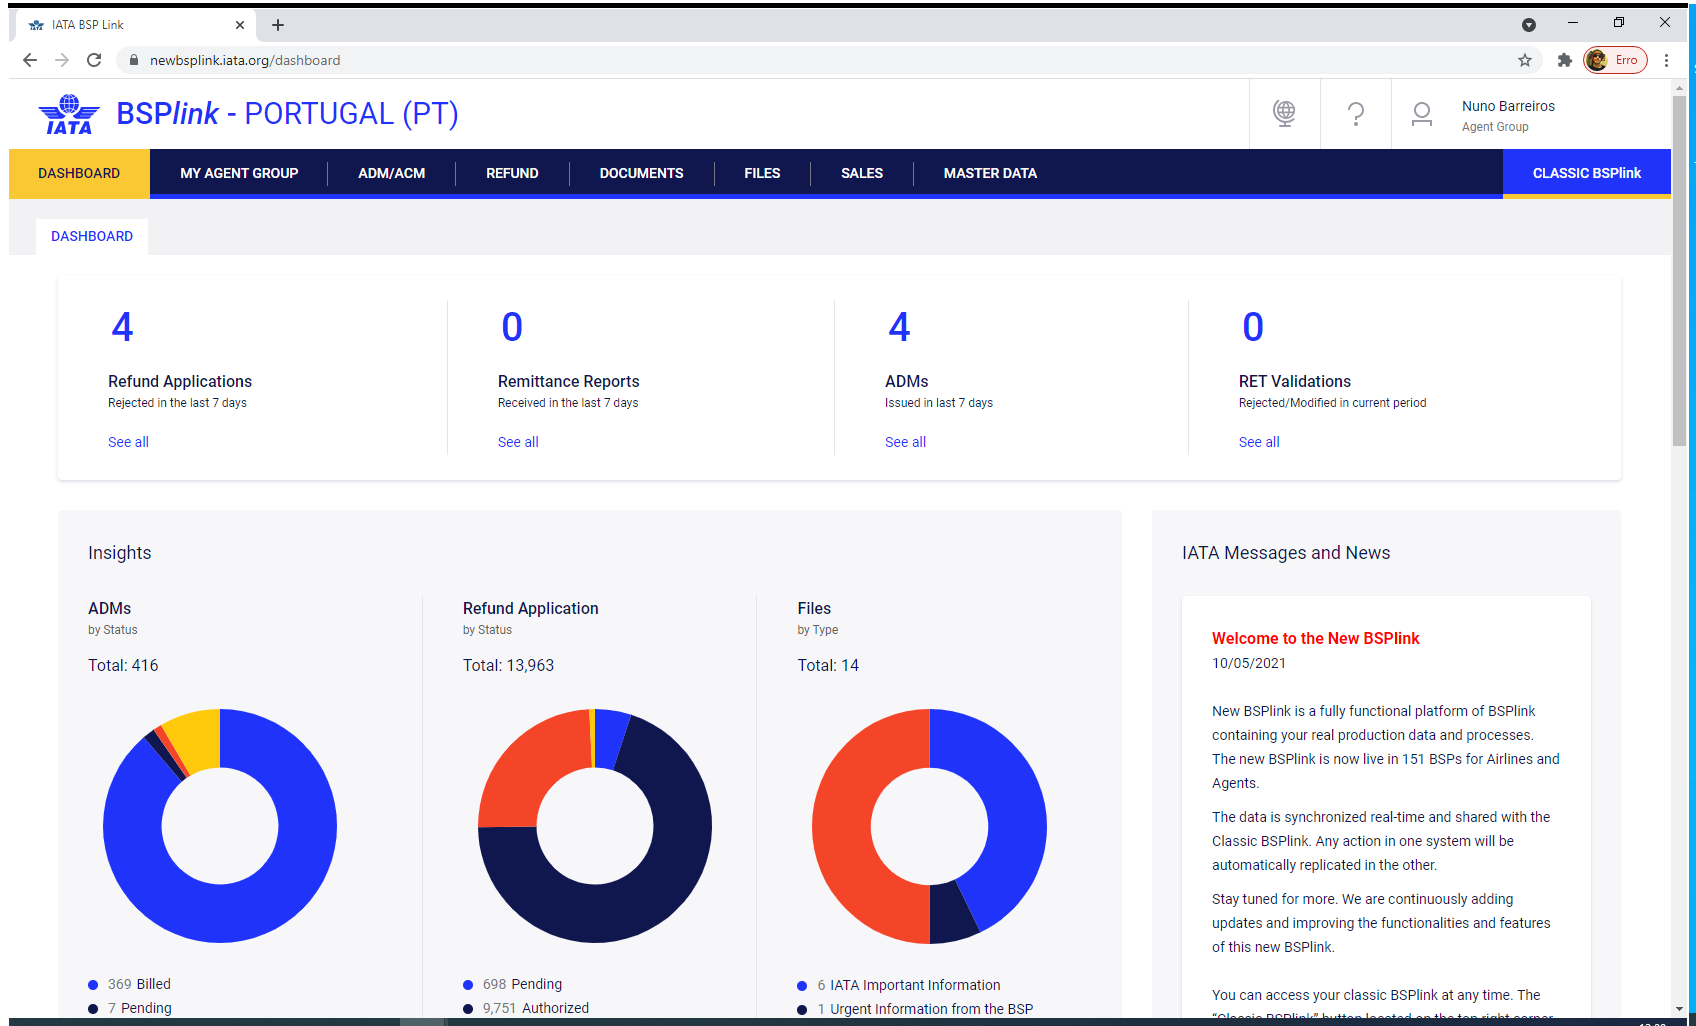 IATA BSP Link
newbsplink.iata.org/dashboard
Erro
IATA
BSPlink - PORTUGAL (PT)
?
Nuno Barreiros
Agent Group
DASHBOARD
MY AGENT GROUP
ADM/ACM
REFUND
DOCUMENTS
FILES
SALES
MASTER DATA
CLASSIC BSPlink
DASHBOARD
4
Refund Applications
Rejected in the last 7 days
See all
0
Remittance Reports
Received in the last 7 days
See all
4
ADMs
Issued in last 7 days
See all
0
RET Validations
Rejected/Modified in current period
See all
Insights
ADMs
by Status
Total: 416
369 Billed
7 Pending
Refund Application
by Status
Total: 13,963
698 Pending
9,751 Authorized
Files
by Type
Total: 14
6 IATA Important Information
1 Urgent Information from the BSP
IATA Messages and News
Welcome to the New BSPlink
10/05/2021
New BSPlink is a fully functional platform of BSPlink
containing your real production data and processes.
The new BSPlink is now live in 151 BSPs for Airlines and
Agents.
The data is synchronized real-time and shared with the
Classic BSPlink. Any action in one system will be
automatically replicated in the other.
Stay tuned for more. We are continuously adding
updates and improving the functionalities and features
of this new BSPlink.
You can access your classic BSPlink at any time. The
"Classic BSPlink" button located on the top right corner